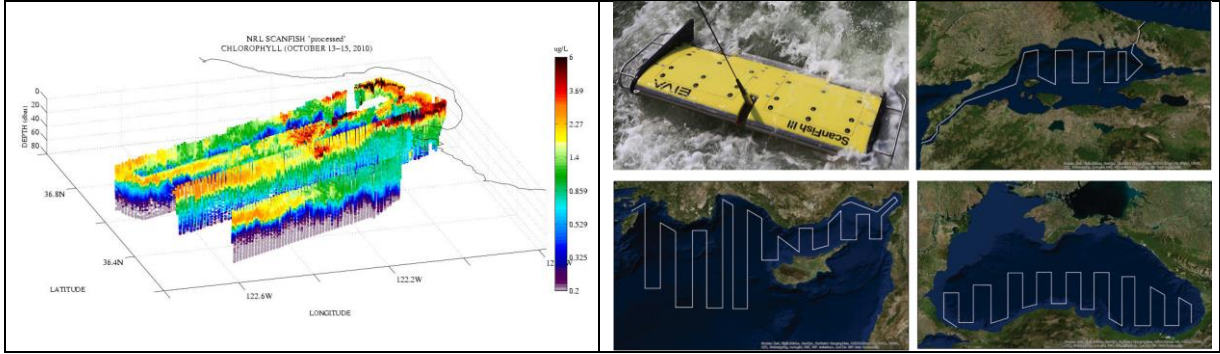 NRL SCANFISH 'processed'
CHLOROPHYLL (OCTOBER 13–15, 2010)
ug/L
6
3.69
2.27
1.4
0.859
0.529
0.325
0.2
0
20
40
60
80
DEPTH (dbar)
36.8N
36.4N
LATITUDE
122.6W
122.2W
LONGITUDE
EIVA
ScanFish III